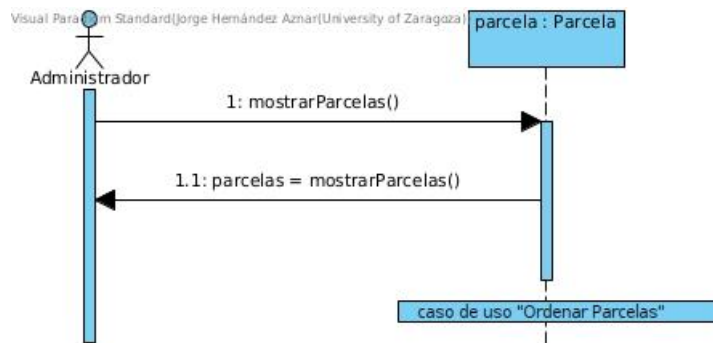 Visual Paradigm Standard(Jorge Hernández Aznar(University of Zaragoza)
parcela : Parcela
Administrador
1: mostrarParcelas()
1.1: parcelas = mostrarParcelas()
caso de uso "Ordenar Parcelas"